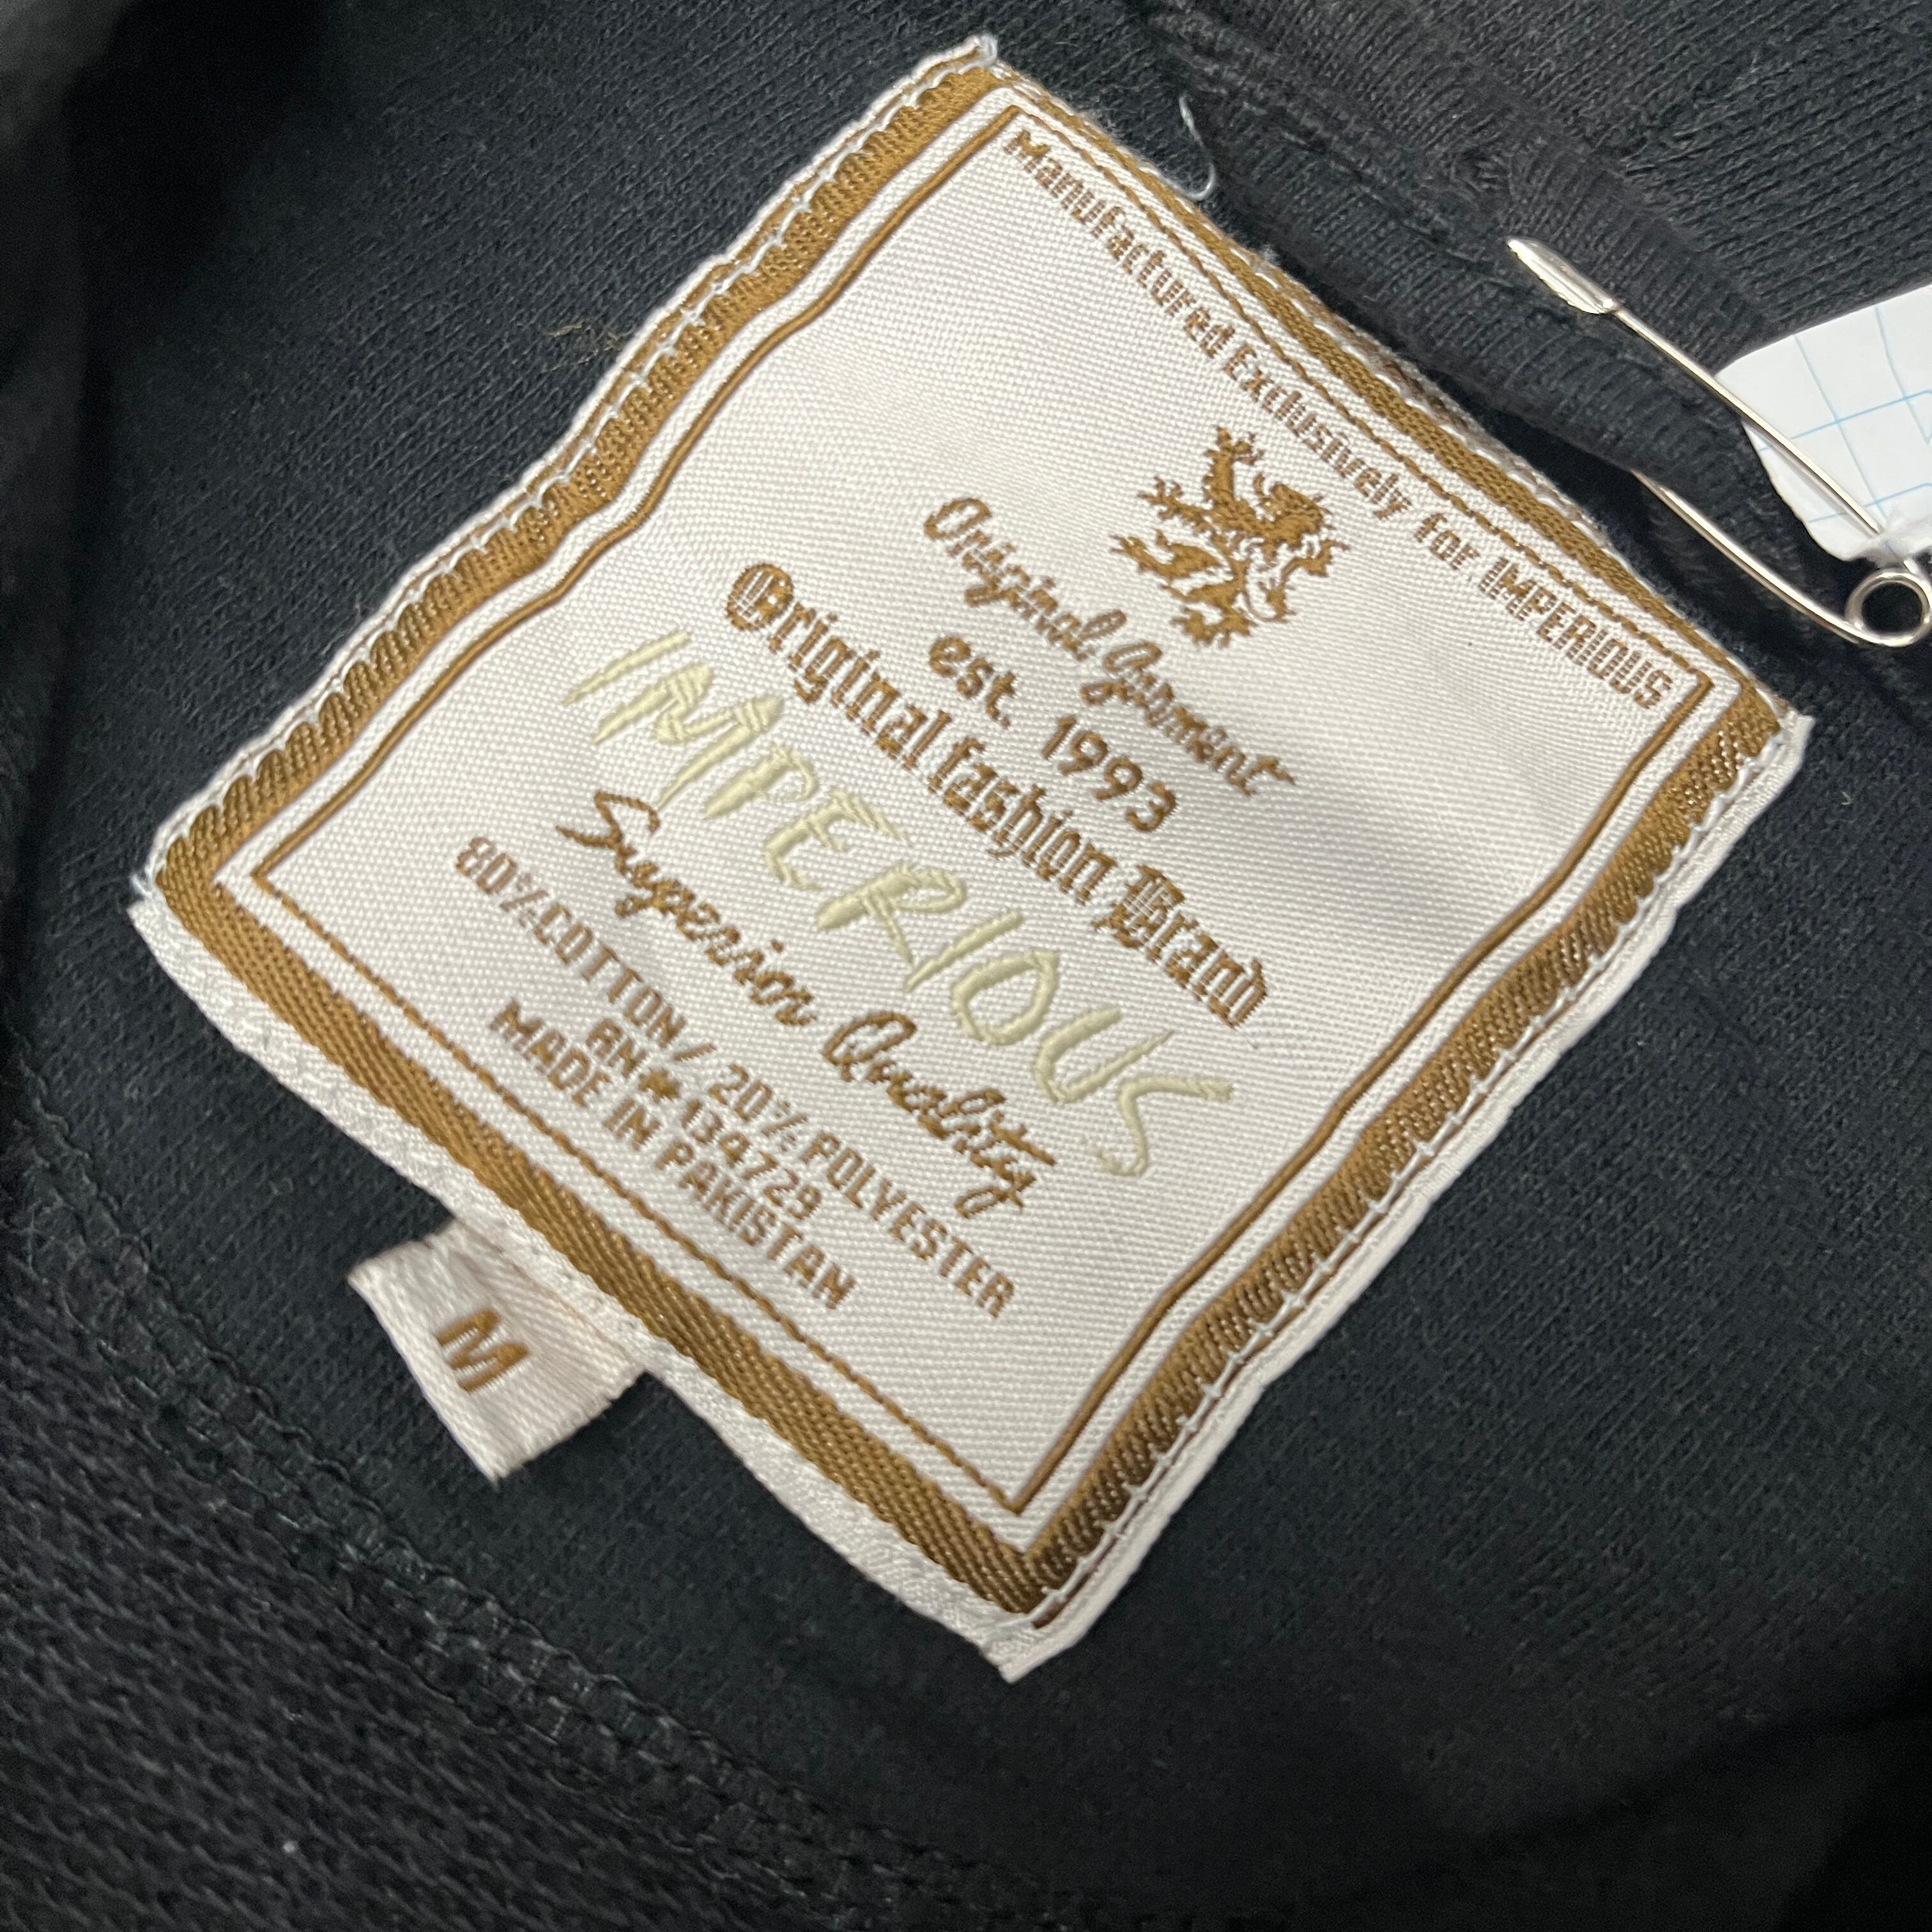 Manufactured Exclusively for IMPERIOUS
Original Garment
est. 1993
Original fashion Brand
IMPERIOUS
Superior Quality
80%COTTON/ 20% POLYESTER
AN# 134729
MADE IN PAKISTAN
M